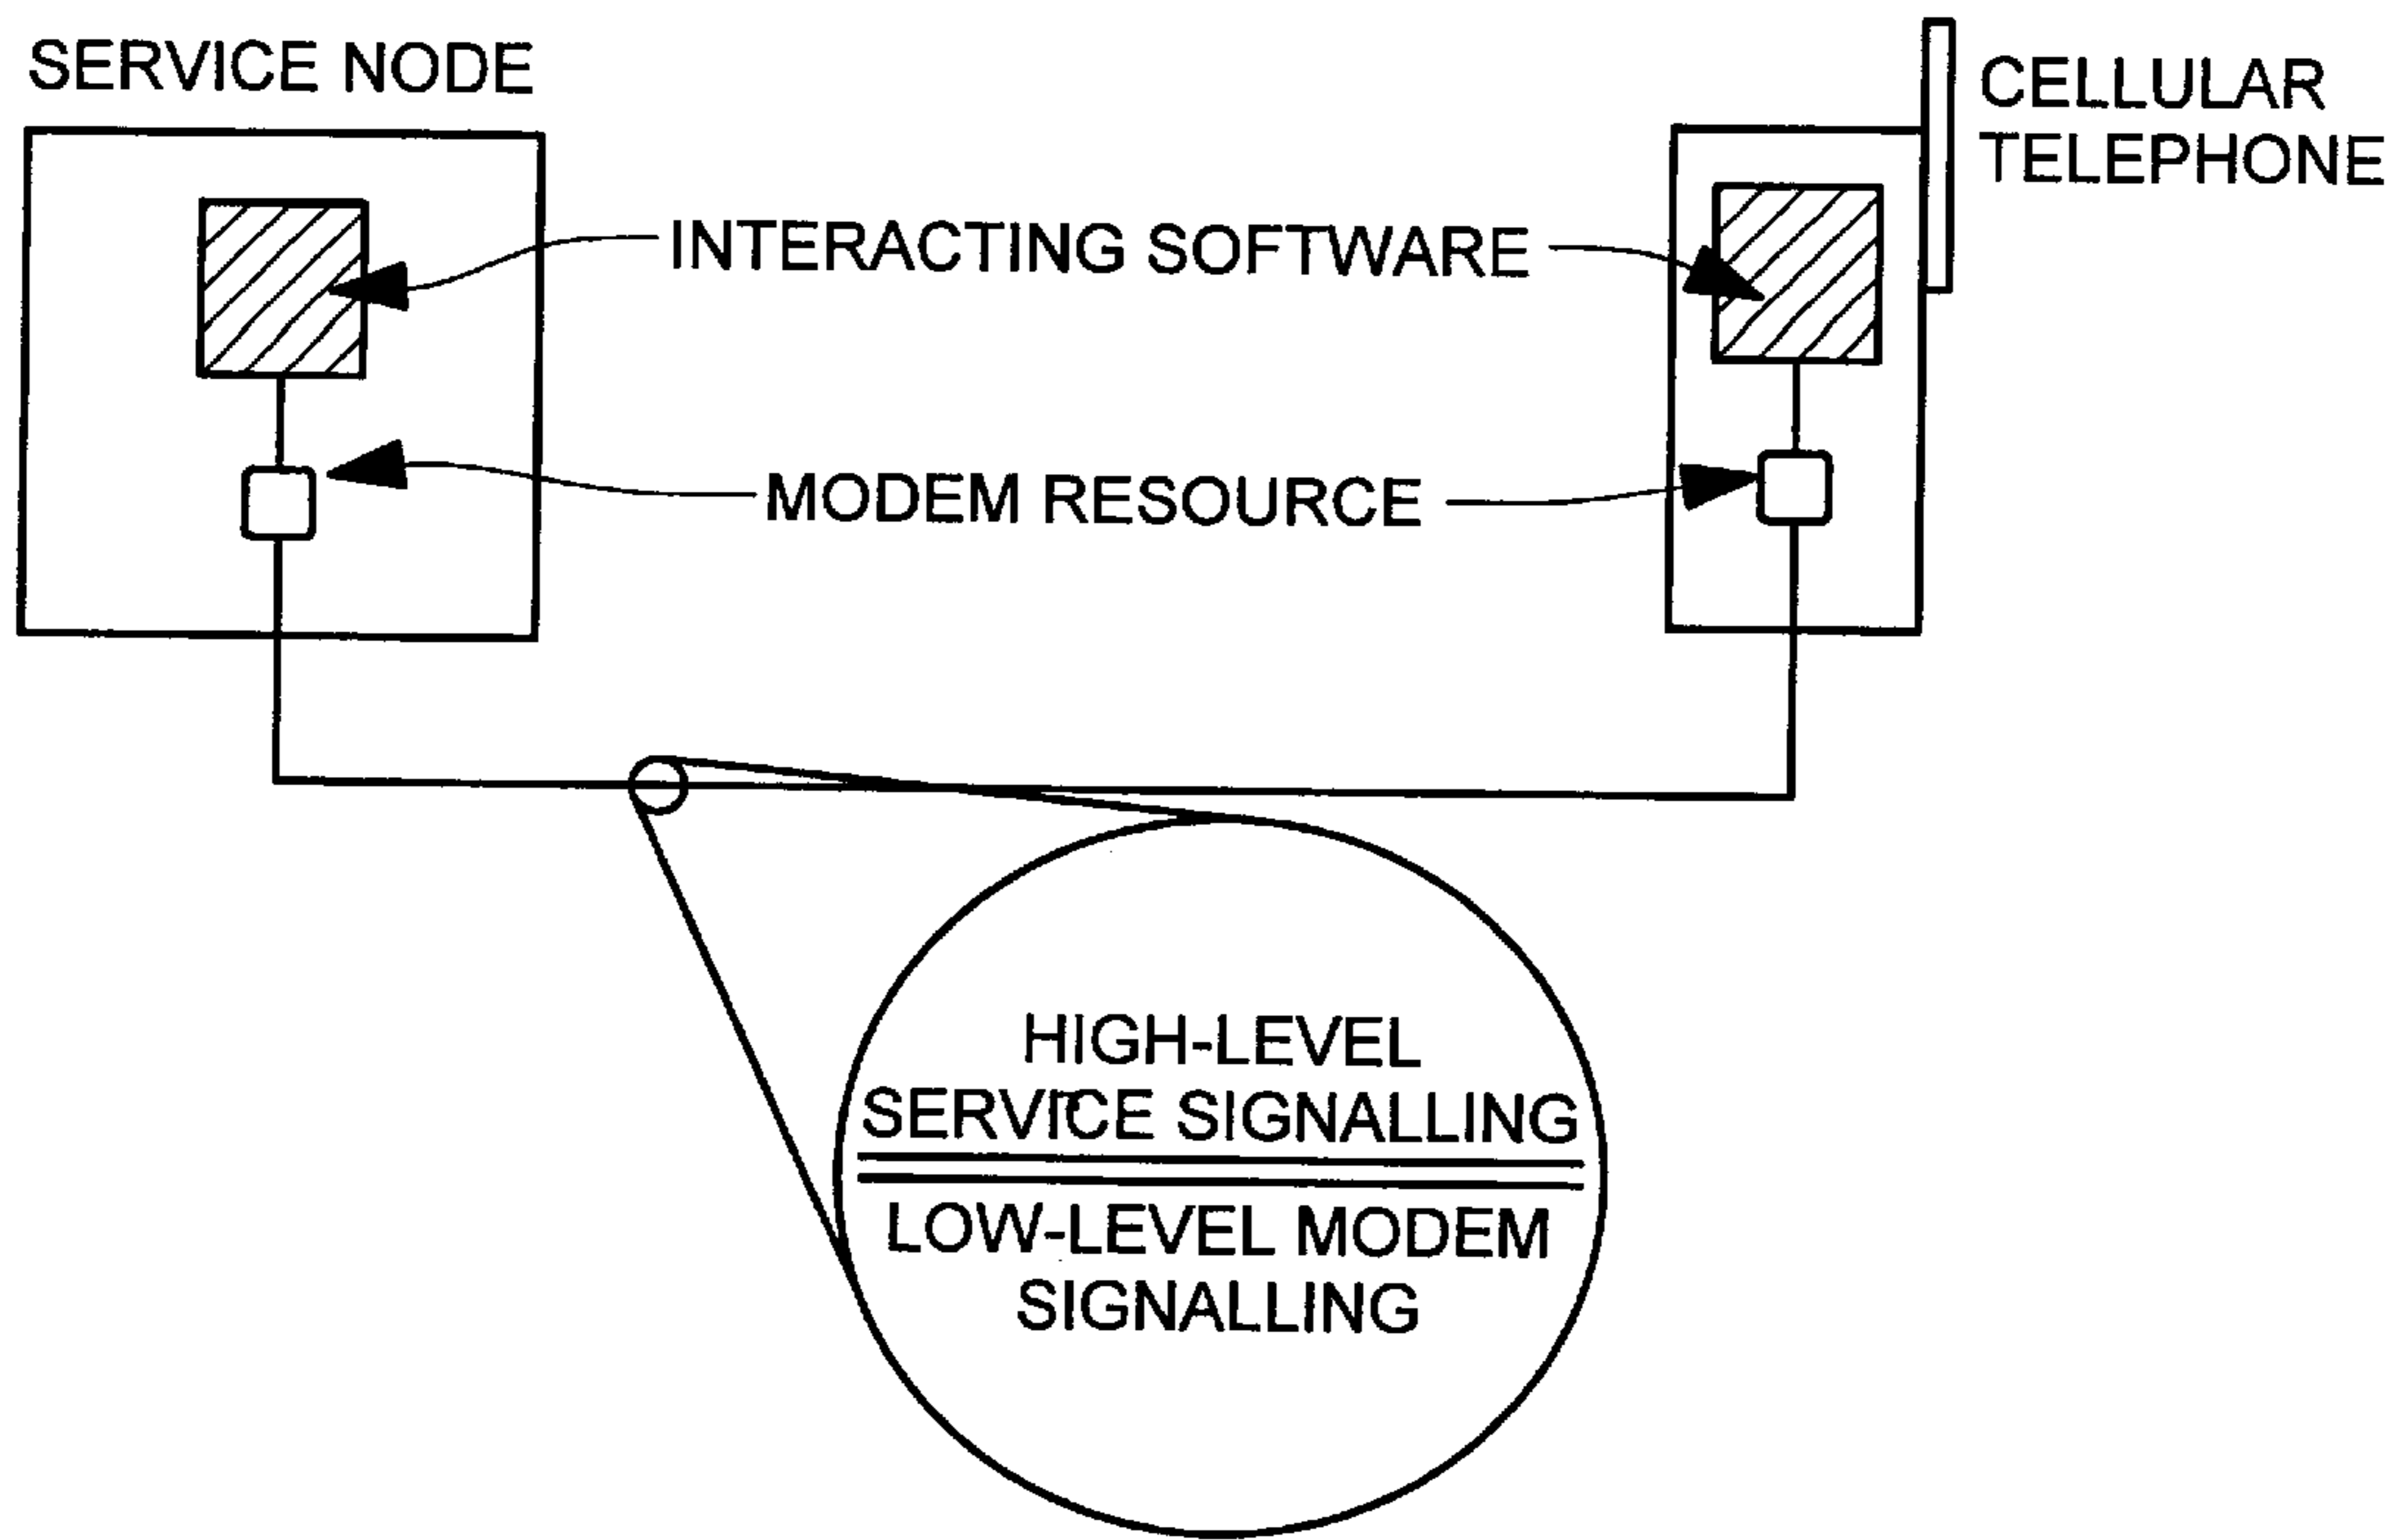 SERVICE NODE
CELLULAR
TELEPHONE
INTERACTING SOFTWARE
MODEM RESOURCE
HIGH-LEVEL
SERVICE SIGNALLING
LOW-LEVEL MODEM
SIGNALLING